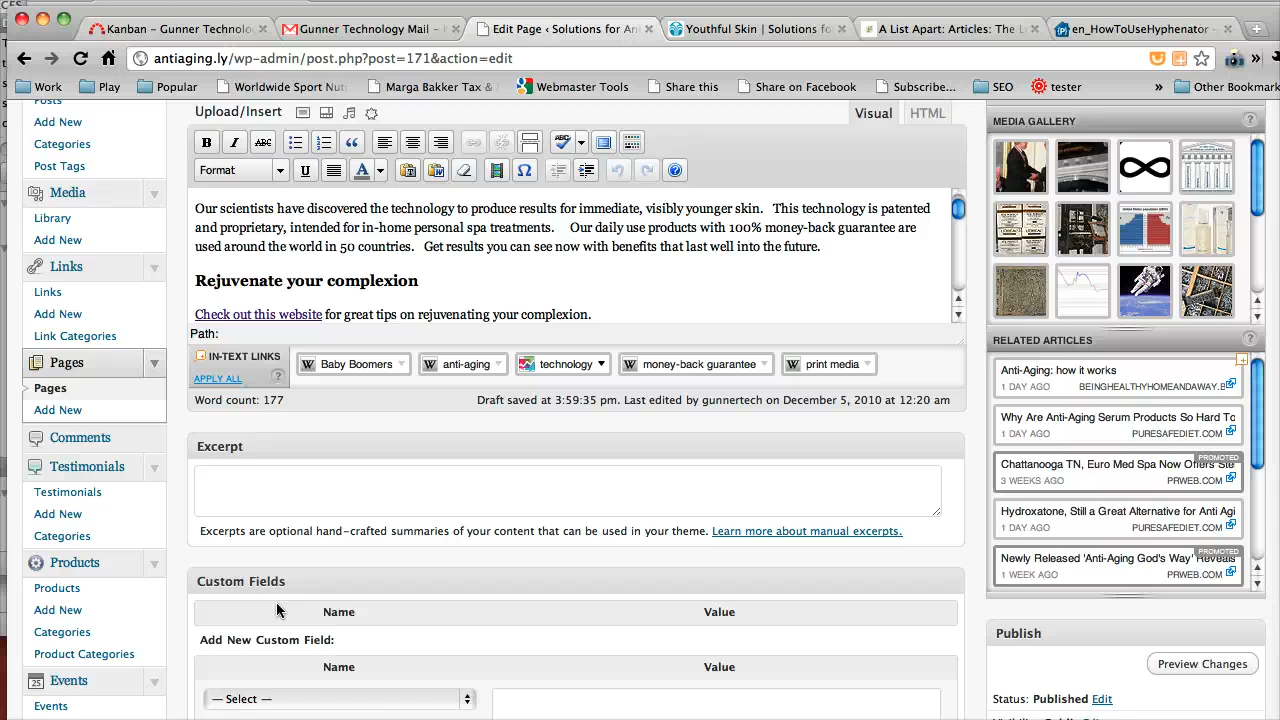 Kanban – Gunner Technolo
Gunner Technology Mail –
Edit Page ‹ Solutions for An
Youthful Skin | Solutions fo
A List Apart: Articles: The L
en_HowToUseHyphenator –
antiaging.ly/wp-admin/post.php?post=171&action=edit
Work
Play
Popular
Worldwide Sport Nut
Marga Bakker Tax &
Webmaster Tools
Share this
Share on Facebook
Subscribe...
SEO
tester
»
Other Bookmark
Posts
Add New
Categories
Post Tags
Media
Library
Add New
Links
Links
Add New
Link Categories
Pages
Pages
Add New
Comments
Testimonials
Testimonials
Add New
Categories
Products
Products
Add New
Categories
Product Categories
25
Events
Events
Upload/Insert
Visual
HTML
B I ABC
ABC
Format
U
A
Ω
Our scientists have discovered the technology to produce results for immediate, visibly younger skin. This technology is patented
and proprietary, intended for in-home personal spa treatments. Our daily use products with 100% money-back guarantee are
used around the world in 50 countries. Get results you can see now with benefits that last well into the future.
Rejuvenate your complexion
Check out this website for great tips on rejuvenating your complexion.
Path:
IN-TEXT LINKS
APPLY ALL
?
W Baby Boomers
W anti-aging
technology
W money-back guarantee
W print media
Word count: 177
Draft saved at 3:59:35 pm. Last edited by gunnertech on December 5, 2010 at 12:20 am
Excerpt
Excerpts are optional hand-crafted summaries of your content that can be used in your theme. Learn more about manual excerpts.
Custom Fields
Name
Value
Add New Custom Field:
Name
Value
— Select —
MEDIA GALLERY
?
RELATED ARTICLES
?
Anti-Aging: how it works
1 DAY AGO
BEINGHEALTHYHOMEANDAWAY.B
Why Are Anti-Aging Serum Products So Hard To
1 DAY AGO
PURESAFEDIET.COM
PROMOTED
Chattanooga TN, Euro Med Spa Now Offers Ste
3 WEEKS AGO
PRWEB.COM
Hydroxatone, Still a Great Alternative for Anti Agi
1 DAY AGO
PURESAFEDIET.COM
PROMOTED
Newly Released 'Anti-Aging God's Way' Reveals
1 WEEK AGO
PRWEB.COM
Publish
Preview Changes
Status: Published Edit